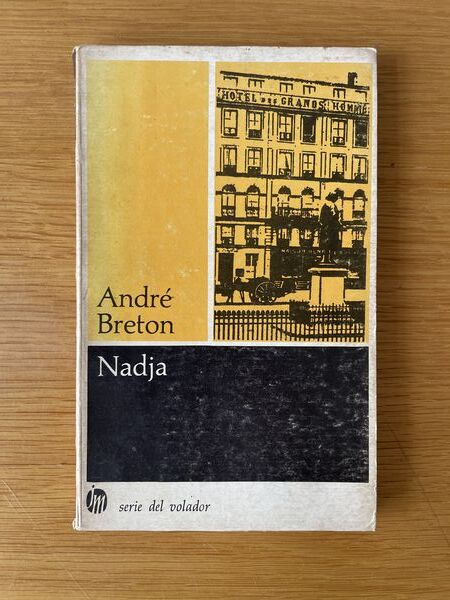 HOTEL DES GRANDS HOMMES
André
Breton
Nadja
jm
serie del volador